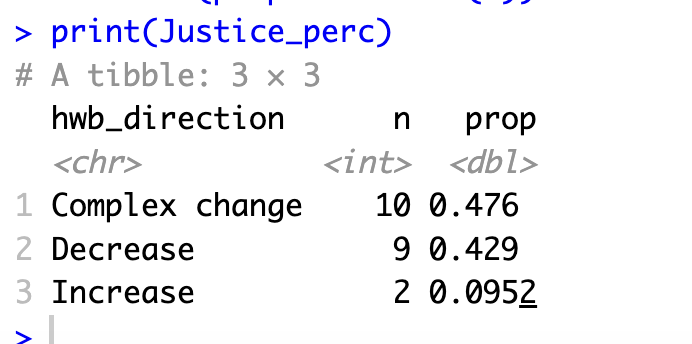 > print(Justice_perc)
# A tibble: 3 × 3
hwb_direction n prop
<chr> <int> <dbl>
1 Complex change 10 0.476
2 Decrease 9 0.429
3 Increase 2 0.0952
>